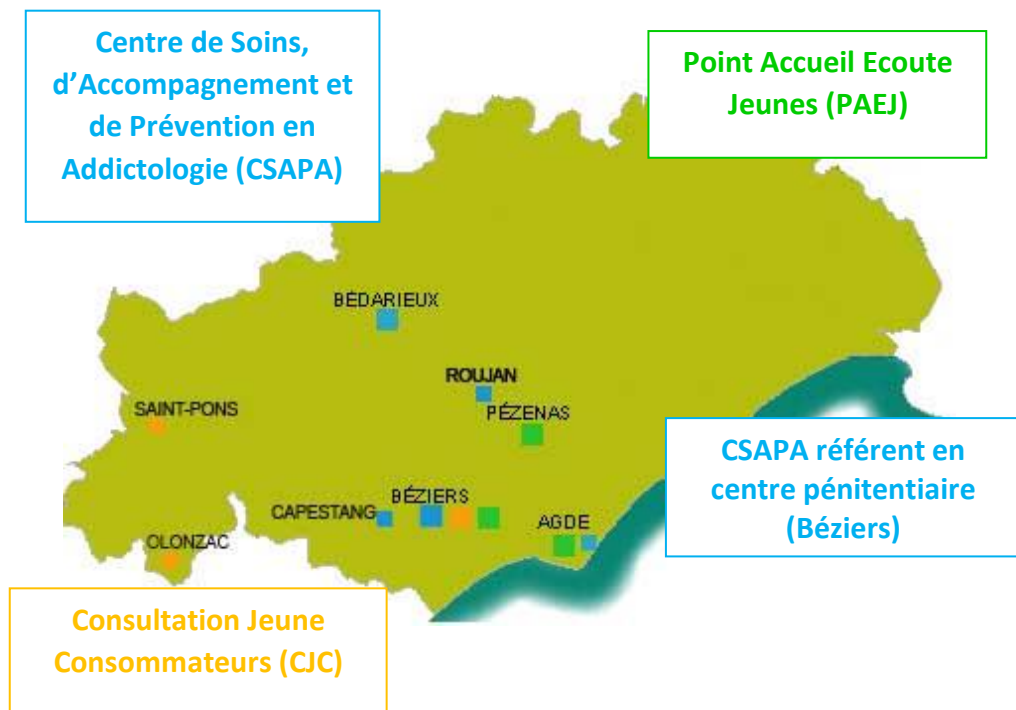 Centre de Soins,
d’Accompagnement et
de Prévention en
Addictologie (CSAPA)
Point Accueil Ecoute
Jeunes (PAEJ)
BÉDARIEUX
ROUJAN
SAINT-PONS
PÉZENAS
BÉZIERS
CAPESTANG
AGDE
OLONZAC
CSAPA référent en
centre pénitentiaire
(Béziers)
Consultation Jeune
Consommateurs (CJC)